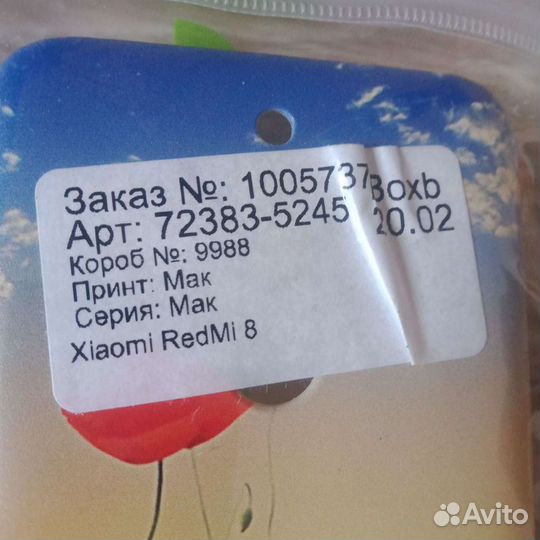 Заказ №: 1005737 Boxb
Арт: 72383-5245 20.02
Короб №: 9988
Принт: Мак
Серия: Мак
Xiaomi RedMi 8
Avito